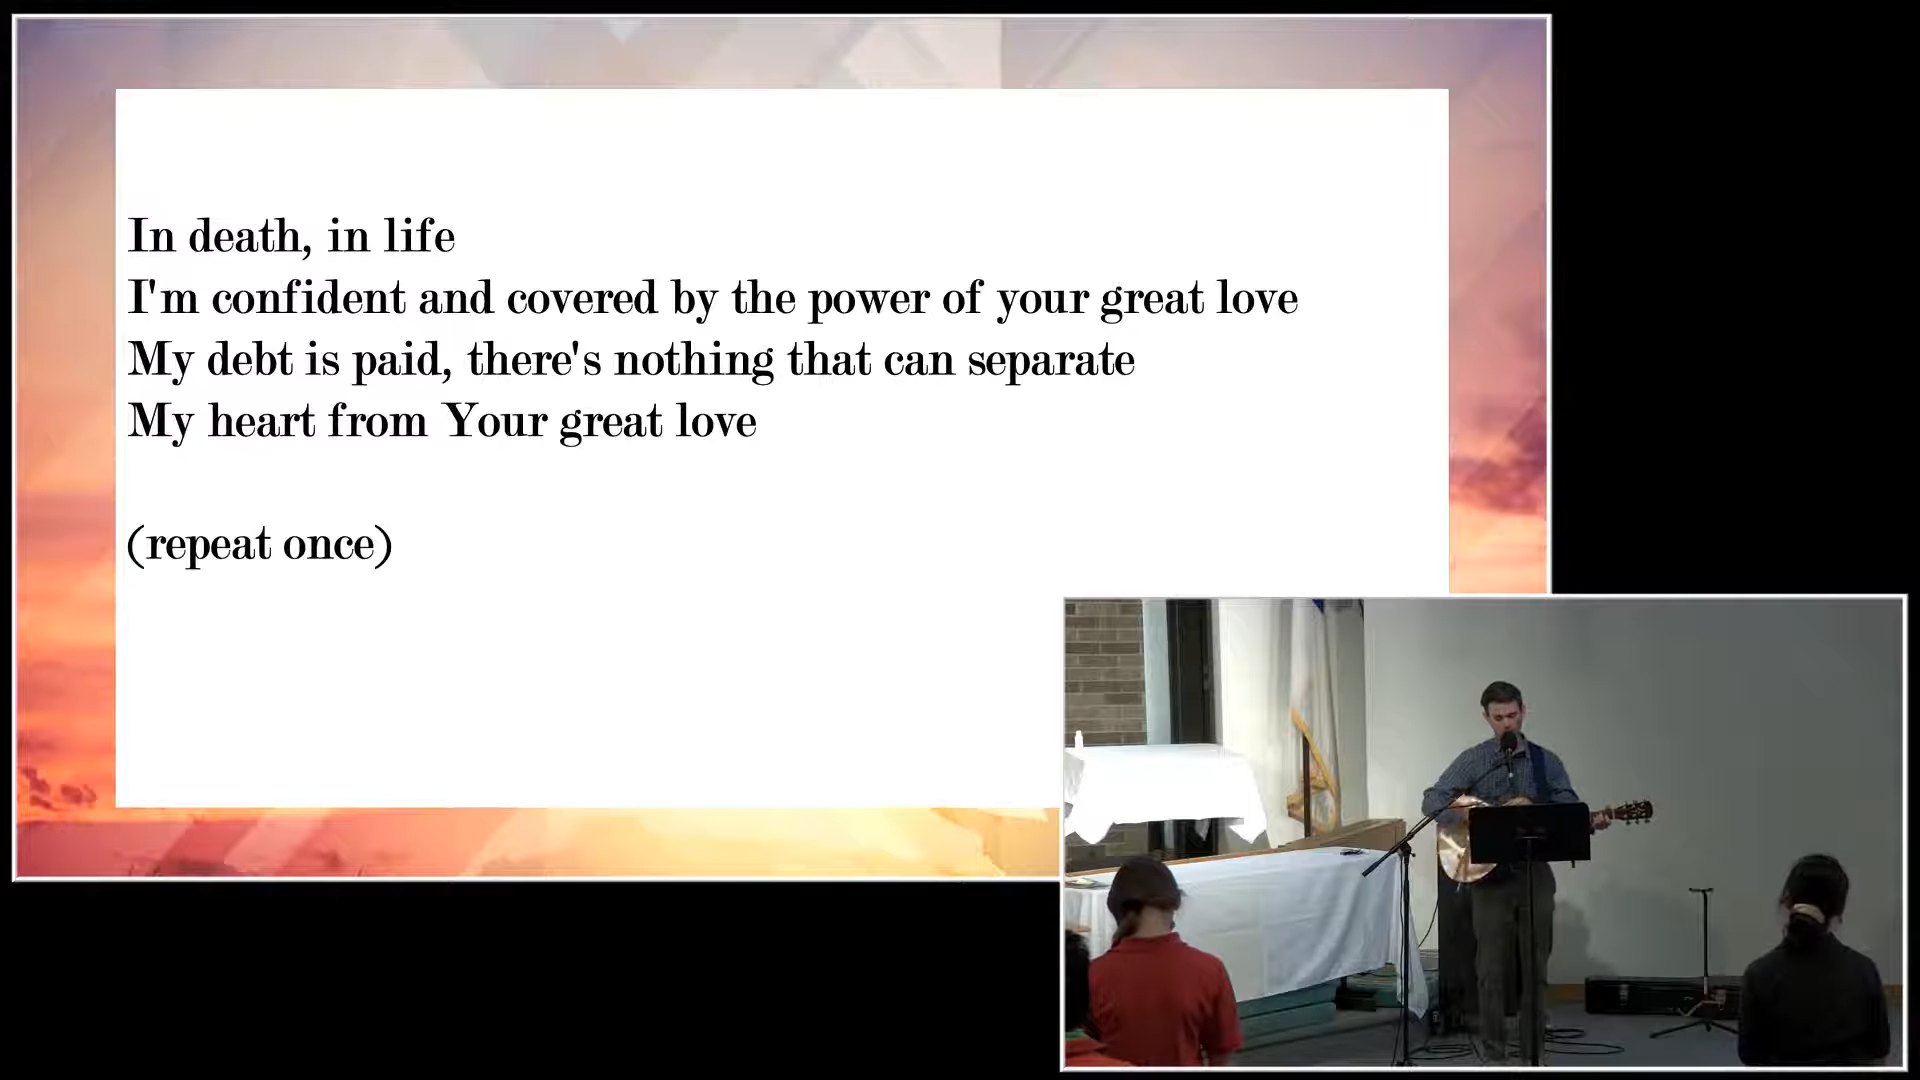 In death, in life
I'm confident and covered by the power of your great love
My debt is paid, there's nothing that can separate
My heart from Your great love
(repeat once)